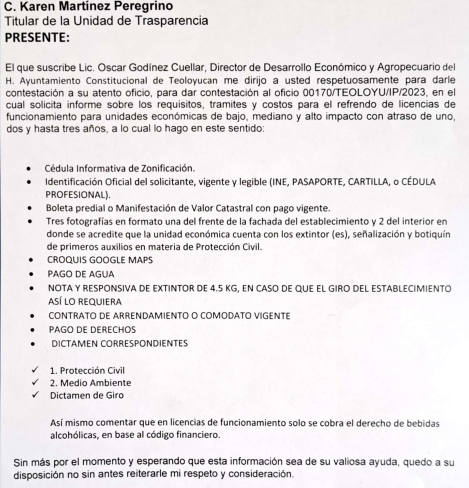 C. Karen Martínez Peregrino
Titular de la Unidad de Trasparencia
PRESENTE:
El que suscribe Lic. Oscar Godínez Cuellar, Director de Desarrollo Económico y Agropecuario del
H. Ayuntamiento Constitucional de Teoloyucan me dirijo a usted respetuosamente para darle
contestación a su atento oficio, para dar contestación al oficio 00170/TEOLOYU/IP/2023, en el
cual solicita informe sobre los requisitos, tramites y costos para el refrendo de licencias de
funcionamiento para unidades económicas de bajo, mediano y alto impacto con atraso de uno,
dos y hasta tres años, a lo cual lo hago en este sentido:
• Cédula Informativa de Zonificación.
• Identificación Oficial del solicitante, vigente y legible (INE, PASAPORTE, CARTILLA, o CÉDULA
PROFESIONAL).
• Boleta predial o Manifestación de Valor Catastral con pago vigente.
• Tres fotografías en formato una del frente de la fachada del establecimiento y 2 del interior en
donde se acredite que la unidad económica cuenta con los extintor (es), señalización y botiquín
de primeros auxilios en materia de Protección Civil.
• CROQUIS GOOGLE MAPS
• PAGO DE AGUA
• NOTA Y RESPONSIVA DE EXTINTOR DE 4.5 KG, EN CASO DE QUE EL GIRO DEL ESTABLECIMIENTO
ASÍ LO REQUIERA
• CONTRATO DE ARRENDAMIENTO O COMODATO VIGENTE
• PAGO DE DERECHOS
• DICTAMEN CORRESPONDIENTES
✓ 1. Protección Civil
✓ 2. Medio Ambiente
✓ Dictamen de Giro
Así mismo comentar que en licencias de funcionamiento solo se cobra el derecho de bebidas
alcohólicas, en base al código financiero.
Sin más por el momento y esperando que esta información sea de su valiosa ayuda, quedo a su
disposición no sin antes reiterarle mi respeto y consideración.